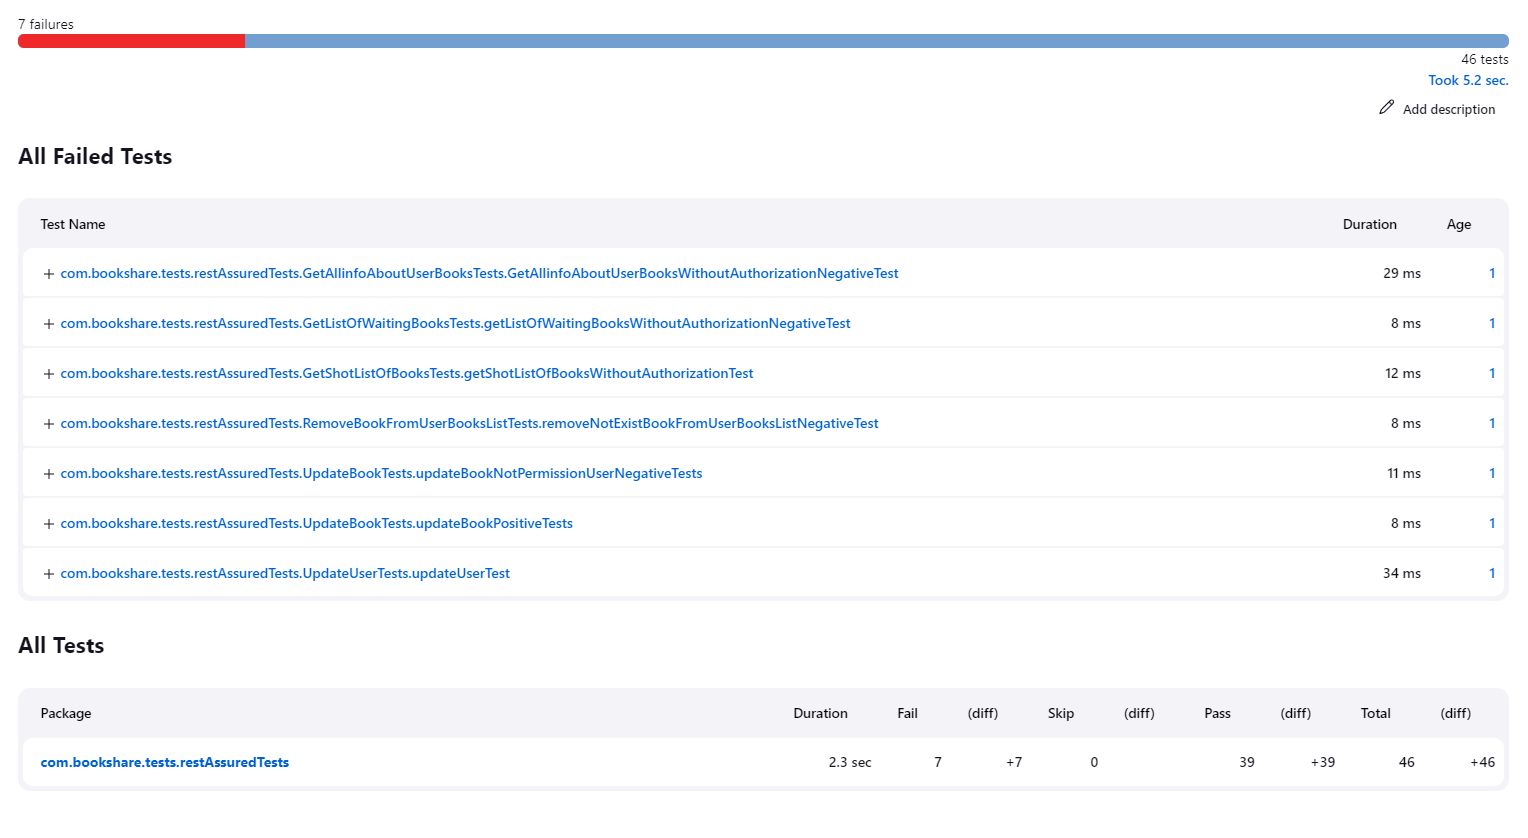 7 failures
46 tests
Took 5.2 sec.
Add description
All Failed Tests
Test Name Duration Age
com.bookshare.tests.restAssuredTests.GetAllinfoAboutUserBooksTests.GetAllinfoAboutUserBooksWithoutAuthorizationNegativeTest 29 ms 1
com.bookshare.tests.restAssuredTests.GetListOfWaitingBooksTests.getListOfWaitingBooksWithoutAuthorizationNegativeTest 8 ms 1
com.bookshare.tests.restAssuredTests.GetShotListOfBooksTests.getShotListOfBooksWithoutAuthorizationTest 12 ms 1
com.bookshare.tests.restAssuredTests.RemoveBookFromUserBooksListTests.removeNotExistBookFromUserBooksListNegativeTest 8 ms 1
com.bookshare.tests.restAssuredTests.UpdateBookTests.updateBookNotPermissionUserNegativeTests 11 ms 1
com.bookshare.tests.restAssuredTests.UpdateBookTests.updateBookPositiveTests 8 ms 1
com.bookshare.tests.restAssuredTests.UpdateUserTests.updateUserTest 34 ms 1
All Tests
Package Duration Fail (diff) Skip (diff) Pass (diff) Total (diff)
com.bookshare.tests.restAssuredTests 2.3 sec 7 +7 0 39 +39 46 +46